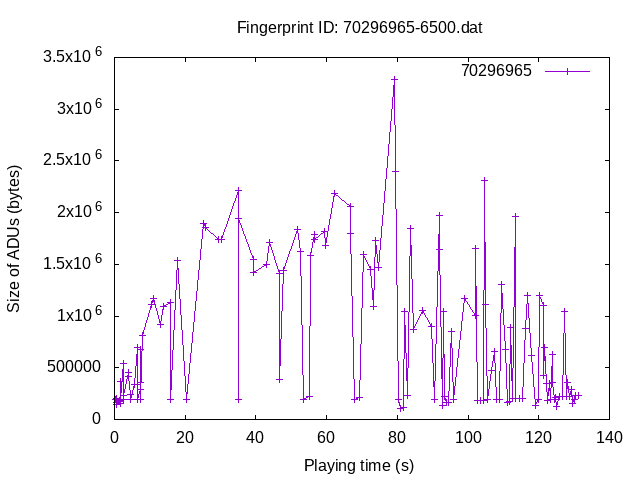 Fingerprint ID: 70296965-6500.dat
70296965
Size of ADUs (bytes)
3.5x10^6
3x10^6
2.5x10^6
2x10^6
1.5x10^6
1x10^6
500000
0
0 20 40 60 80 100 120 140
Playing time (s)